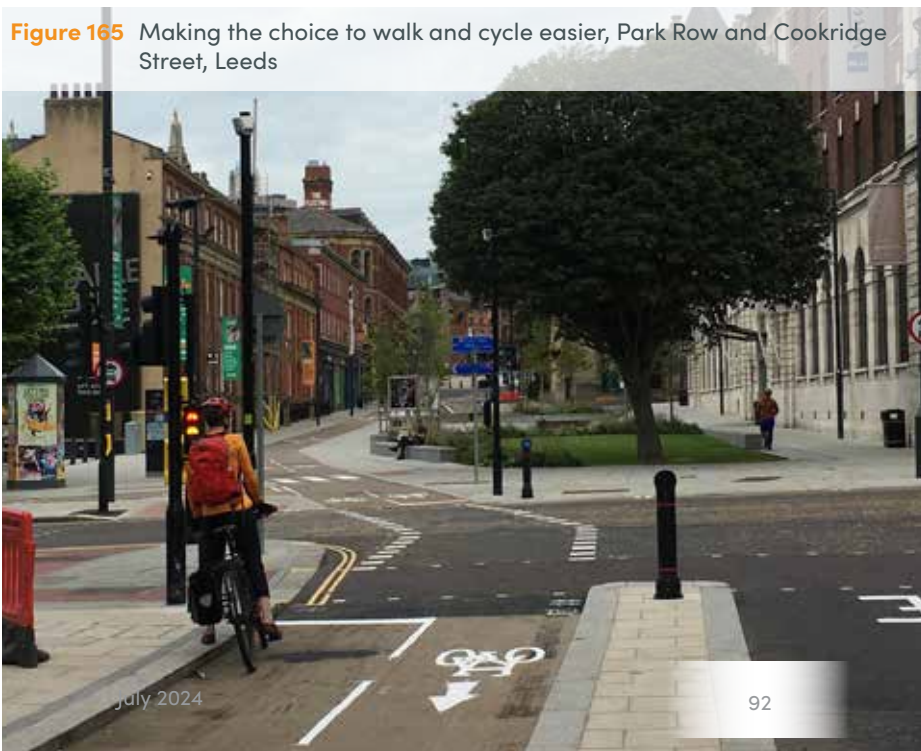 Figure 165 Making the choice to walk and cycle easier, Park Row and Cookridge
Street, Leeds
July 2024
92